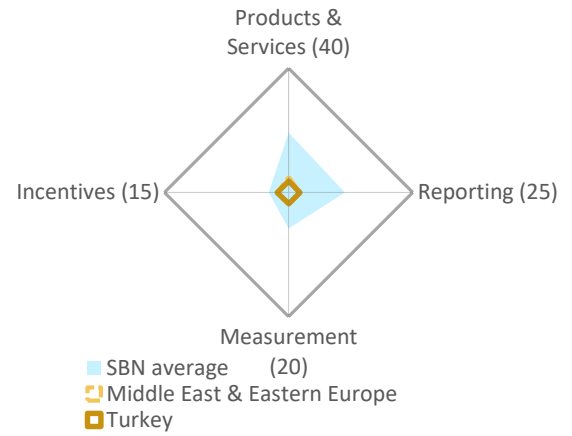 Products &
Services (40)
Incentives (15)
Reporting (25)
Measurement
(20)
SBN average
Middle East & Eastern Europe
Turkey